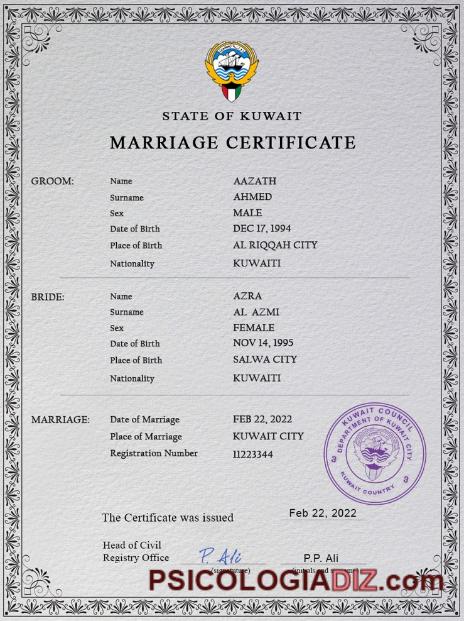 STATE OF KUWAIT
MARRIAGE CERTIFICATE
GROOM: Name AAZATH
Surname AHMED
Sex MALE
Date of Birth DEC 17, 1994
Place of Birth AL RIQQAH CITY
Nationality KUWAITI
BRIDE: Name AZRA
Surname AL AZMI
Sex FEMALE
Date of Birth NOV 14, 1995
Place of Birth SALWA CITY
Nationality KUWAITI
MARRIAGE: Date of Marriage FEB 22, 2022
Place of Marriage KUWAIT CITY
Registration Number 11223344
KUWAIT COUNCIL
DEPARTMENT OF KUWAIT CITY
KUWAIT COUNTRY
The Certificate was issued Feb 22, 2022
Head of Civil
Registry Office P. Ali P.P. Ali
(signature)
PSICOLOGIADIZ.com